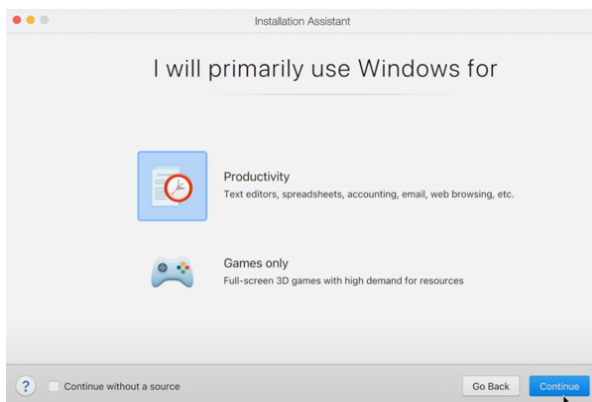 Installation Assistant
I will primarily use Windows for
Productivity
Text editors, spreadsheets, accounting, email, web browsing, etc.
Games only
Full-screen 3D games with high demand for resources
?
Continue without a source
Go Back
Continue